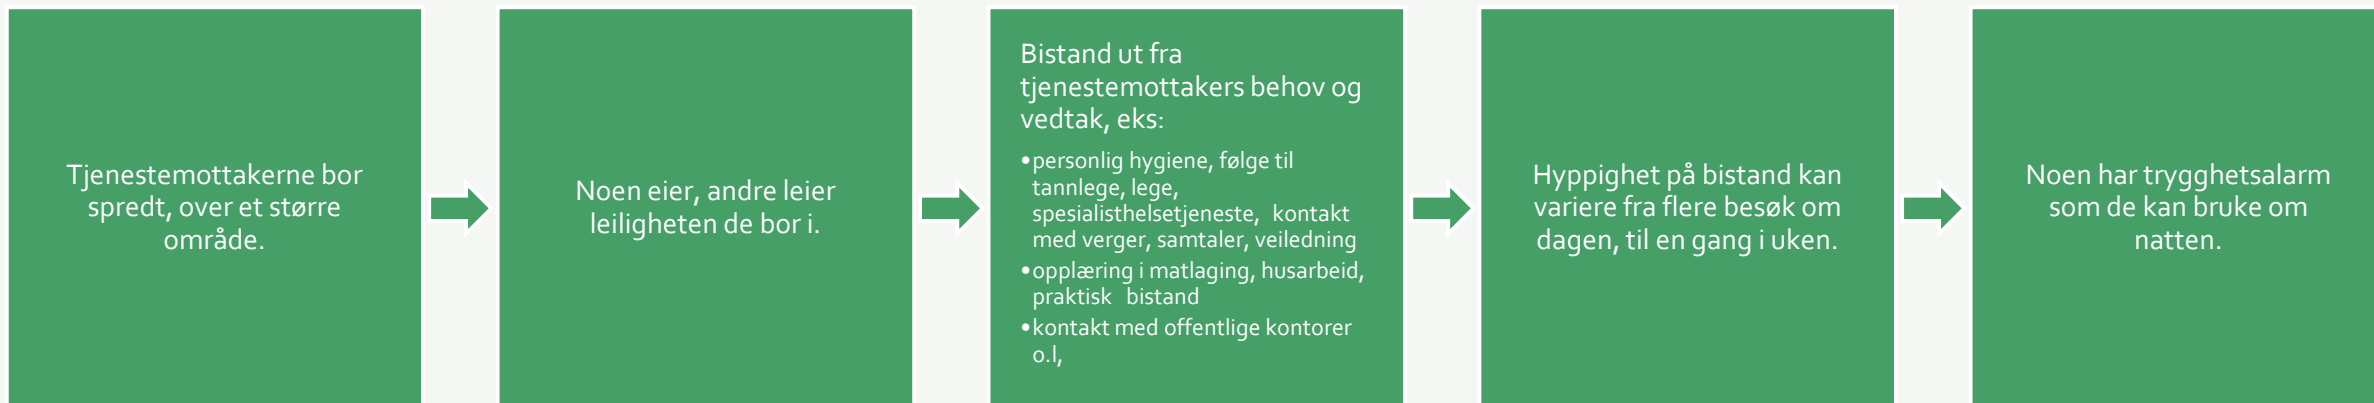 Tjenestemottakerne bor
spredt, over et større
område.
Noen eier, andre leier
leiligheten de bor i.
Bistand ut fra
tjenestemottakers behov og
vedtak, eks:
•personlig hygiene, følge til
tannlege, lege,
spesialisthelsetjeneste, kontakt
med verger, samtaler, veiledning
•opplæring i matlaging, husarbeid,
praktisk bistand
•kontakt med offentlige kontorer
o.l,
Hyppighet på bistand kan
variere fra flere besøk om
dagen, til en gang i uken.
Noen har trygghetsalarm
som de kan bruke om
natten.